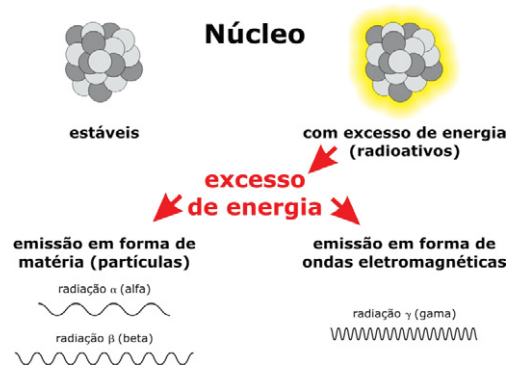 Núcleo
estáveis
com excesso de energia
(radioativos)
excesso
de energia
emissão em forma de
matéria (partículas)
radiação α (alfa)
radiação β (beta)
emissão em forma de
ondas eletromagnéticas
radiação γ (gama)